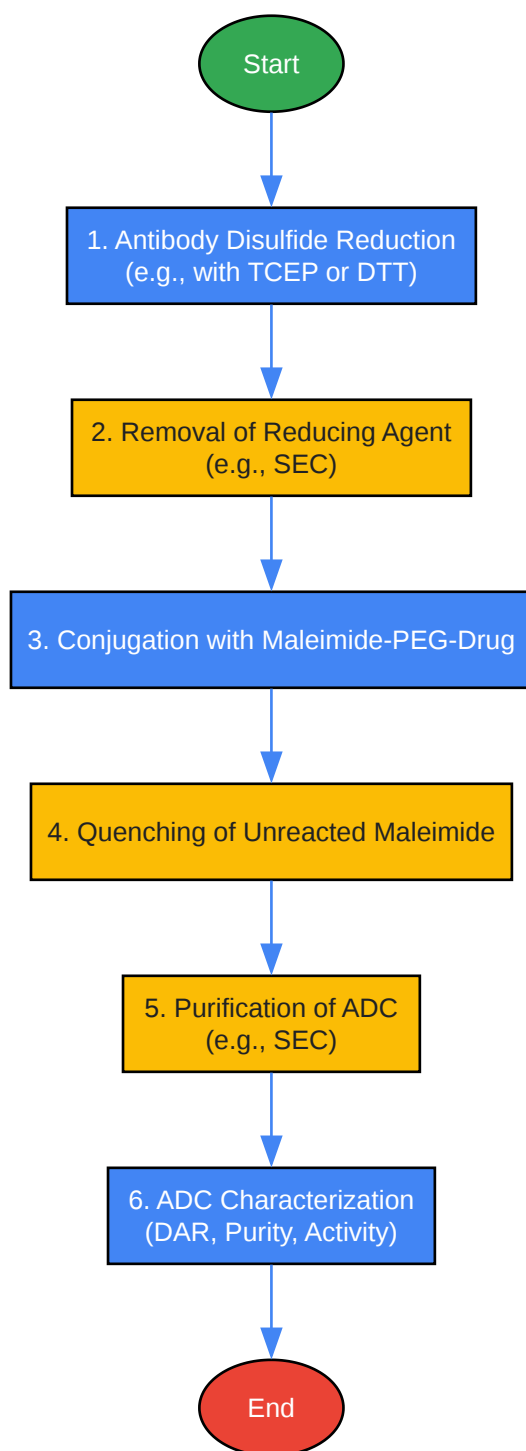 Start
1. Antibody Disulfide Reduction
(e.g., with TCEP or DTT)
2. Removal of Reducing Agent
(e.g., SEC)
3. Conjugation with Maleimide-PEG-Drug
4. Quenching of Unreacted Maleimide
5. Purification of ADC
(e.g., SEC)
6. ADC Characterization
(DAR, Purity, Activity)
End